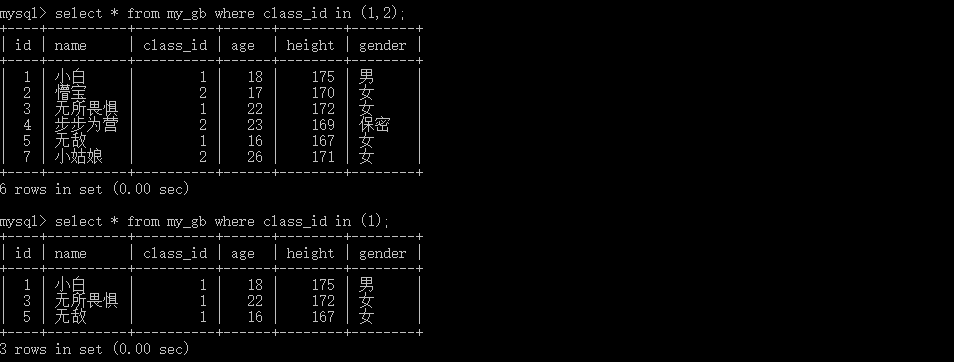 mysql> select * from my_gb where class_id in (1,2);
+----+----------+----------+-----+--------+--------+
| id | name | class_id | age | height | gender |
+----+----------+----------+-----+--------+--------+
| 1 | 小白 | 1 | 18 | 175 | 男 |
| 2 | 懵宝 | 2 | 17 | 170 | 女 |
| 3 | 无所畏惧 | 1 | 22 | 172 | 女 |
| 4 | 步步为营 | 2 | 23 | 169 | 保密 |
| 5 | 无敌 | 1 | 16 | 167 | 女 |
| 7 | 小姑娘 | 2 | 26 | 171 | 女 |
+----+----------+----------+-----+--------+--------+
6 rows in set (0.00 sec)
mysql> select * from my_gb where class_id in (1);
+----+----------+----------+-----+--------+--------+
| id | name | class_id | age | height | gender |
+----+----------+----------+-----+--------+--------+
| 1 | 小白 | 1 | 18 | 175 | 男 |
| 3 | 无所畏惧 | 1 | 22 | 172 | 女 |
| 5 | 无敌 | 1 | 16 | 167 | 女 |
+----+----------+----------+-----+--------+--------+
3 rows in set (0.00 sec)